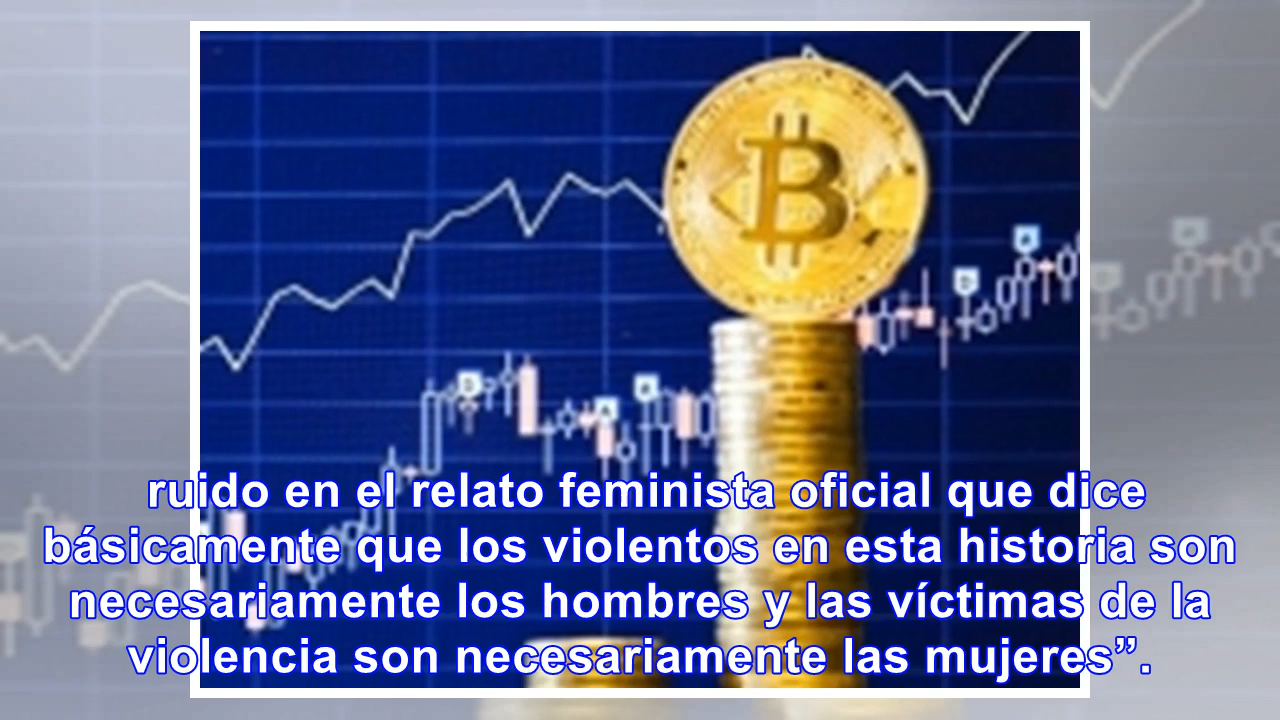 ruido en el relato feminista oficial que dice
básicamente que los violentos en esta historia son
necesariamente los hombres y las víctimas de la
violencia son necesariamente las mujeres”.